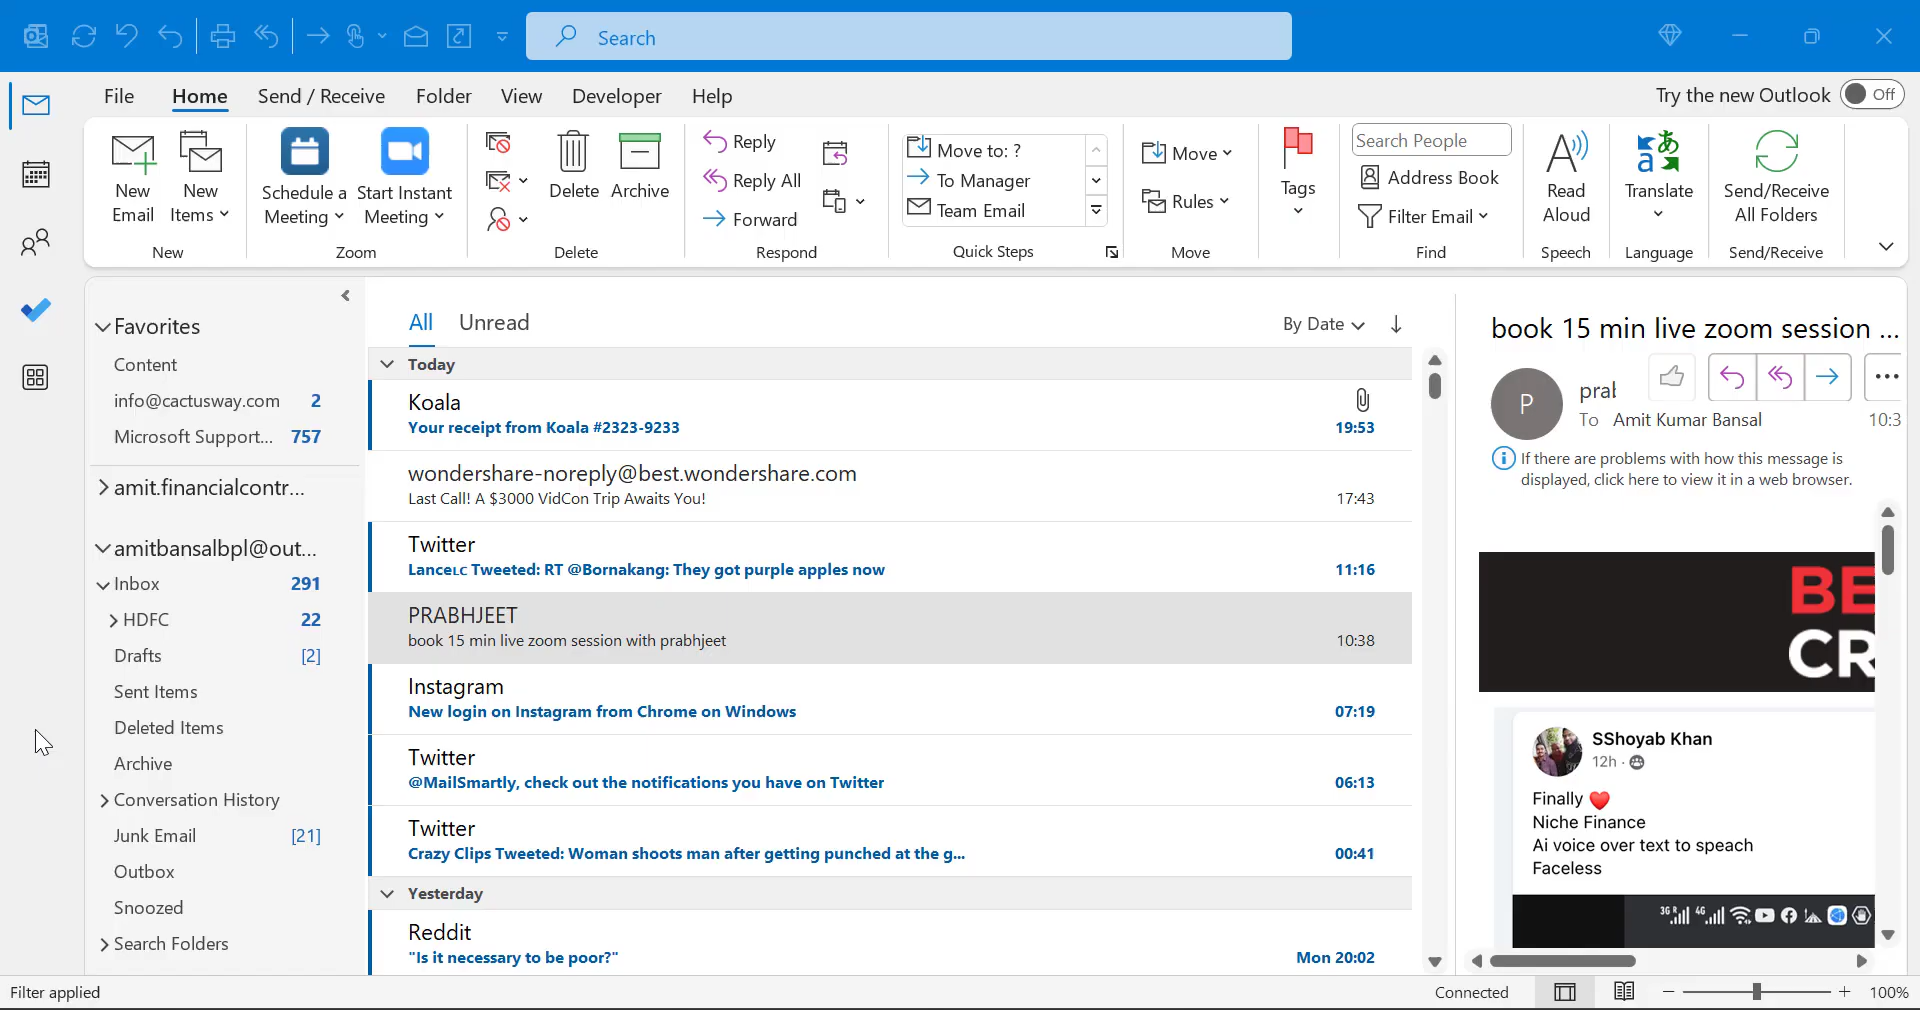 Search
File Home Send / Receive Folder View Developer Help
Try the new Outlook Off
New Email
New Items
New
Schedule a Meeting
Start Instant Meeting
Zoom
Delete
Archive
Delete
Reply
Reply All
Forward
Respond
Move to: ?
To Manager
Team Email
Quick Steps
Move
Rules
Move
Tags
Search People
Address Book
Filter Email
Find
Read Aloud
Speech
Translate
Language
Send/Receive All Folders
Send/Receive
Favorites
Content
info@cactusway.com 2
Microsoft Support... 757
amit.financialcontr...
amitbansalbpl@out...
Inbox 291
HDFC 22
Drafts [2]
Sent Items
Deleted Items
Archive
Conversation History
Junk Email [21]
Outbox
Snoozed
Search Folders
All Unread
By Date
Today
Koala
Your receipt from Koala #2323-9233 19:53
wondershare-noreply@best.wondershare.com
Last Call! A $3000 VidCon Trip Awaits You! 17:43
Twitter
Lanceʟc Tweeted: RT @Bornakang: They got purple apples now 11:16
PRABHJEET
book 15 min live zoom session with prabhjeet 10:38
Instagram
New login on Instagram from Chrome on Windows 07:19
Twitter
@MailSmartly, check out the notifications you have on Twitter 06:13
Twitter
Crazy Clips Tweeted: Woman shoots man after getting punched at the g... 00:41
Yesterday
Reddit
"Is it necessary to be poor?" Mon 20:02
book 15 min live zoom session ...
P
prab
To Amit Kumar Bansal 10:3
If there are problems with how this message is
displayed, click here to view it in a web browser.
BE
CR
SShoyab Khan
12h ·
Finally ❤️
Niche Finance
Ai voice over text to speach
Faceless
3G R 4G
Filter applied
Connected
100%